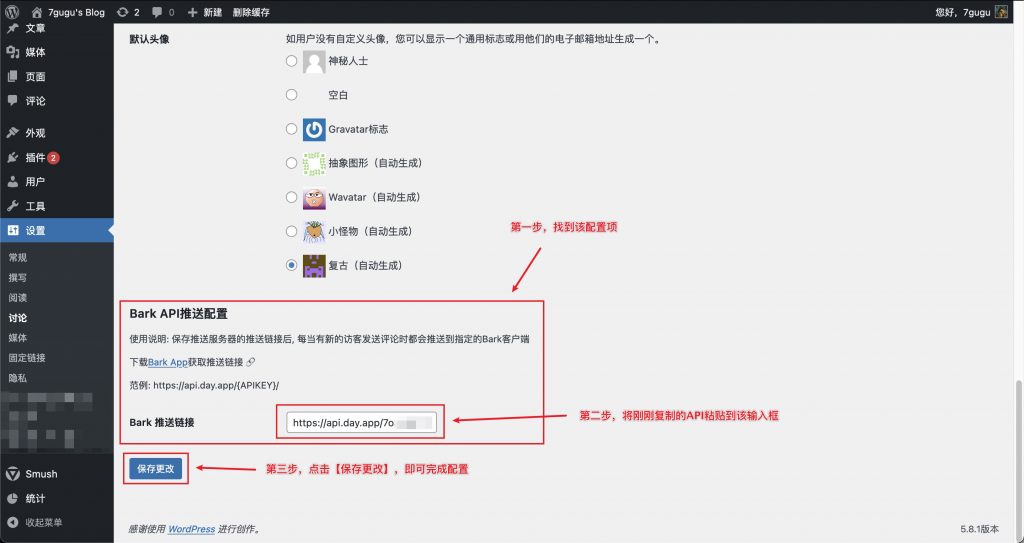 7gugu's Blog 2 0 + 新建 删除缓存 您好，7gugu
文章
媒体
页面
评论
外观
插件 2
用户
工具
设置
常规
撰写
阅读
讨论
媒体
固定链接
隐私
Smush
统计
收起菜单
默认头像
如用户没有自定义头像，您可以显示一个通用标志或用他们的电子邮箱地址生成一个。
神秘人士
空白
Gravatar标志
抽象图形（自动生成）
Wavatar（自动生成）
小怪物（自动生成）
复古（自动生成）
第一步，找到该配置项
Bark API推送配置
使用说明: 保存推送服务器的推送链接后, 每当有新的访客发送评论时都会推送到指定的Bark客户端
下载Bark App获取推送链接
范例: https://api.day.app/{APIKEY}/
Bark 推送链接
https://api.day.app/7o
第二步，将刚刚复制的API粘贴到该输入框
保存更改
第三步，点击【保存更改】，即可完成配置
感谢使用 WordPress 进行创作。
5.8.1版本